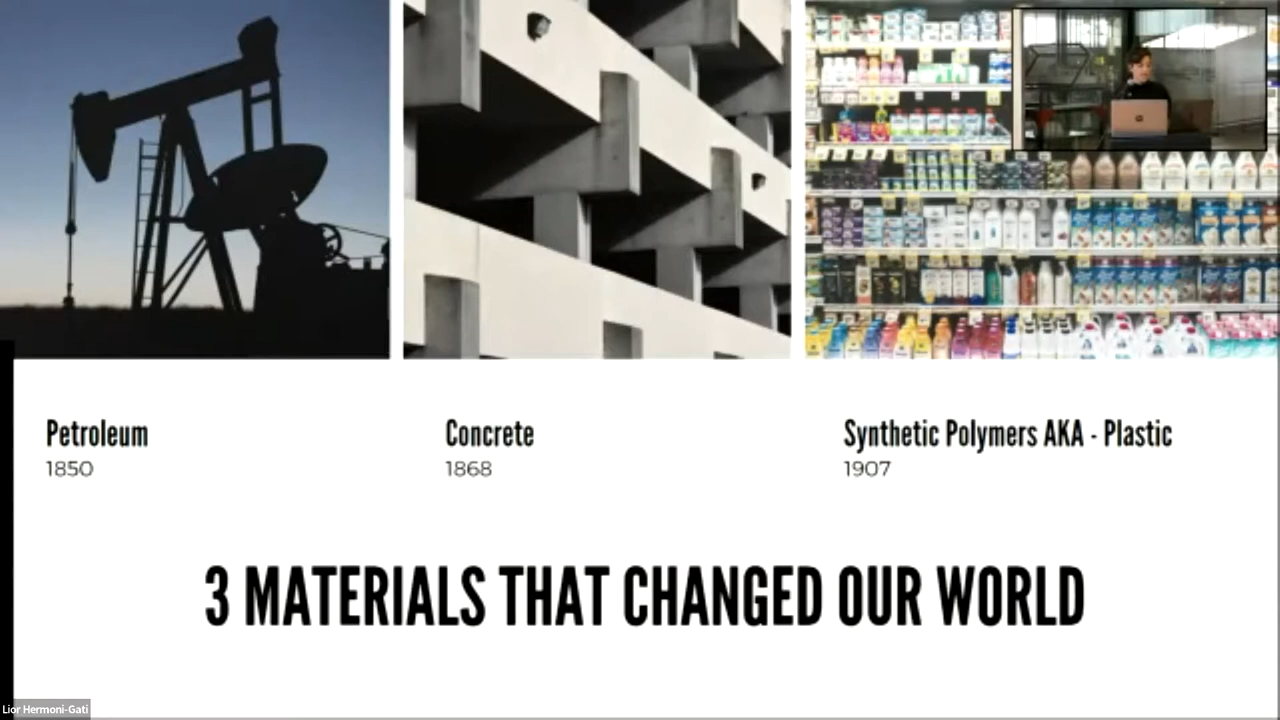 Petroleum
1850
Concrete
1868
Synthetic Polymers AKA - Plastic
1907
3 MATERIALS THAT CHANGED OUR WORLD
Lior Hermoni-Gati